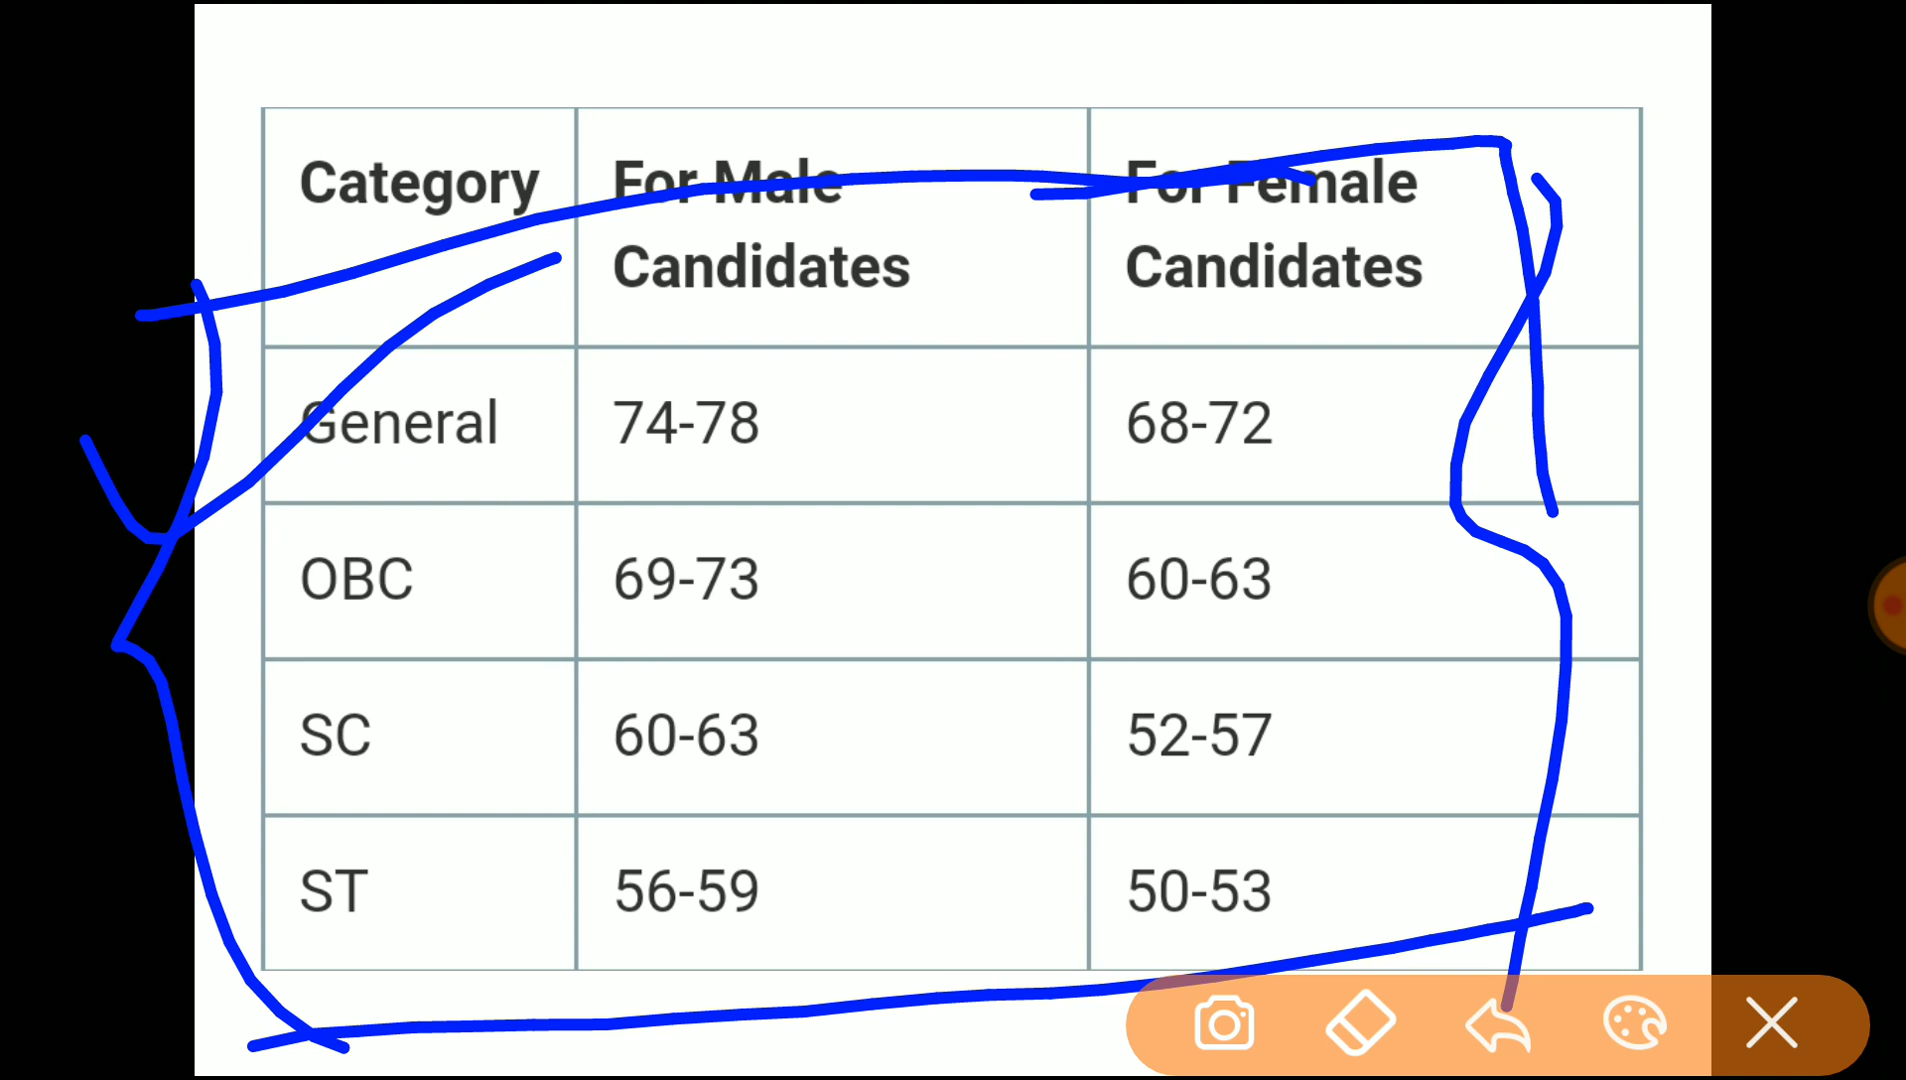 Category For Male Candidates For Female Candidates
General 74-78 68-72
OBC 69-73 60-63
SC 60-63 52-57
ST 56-59 50-53